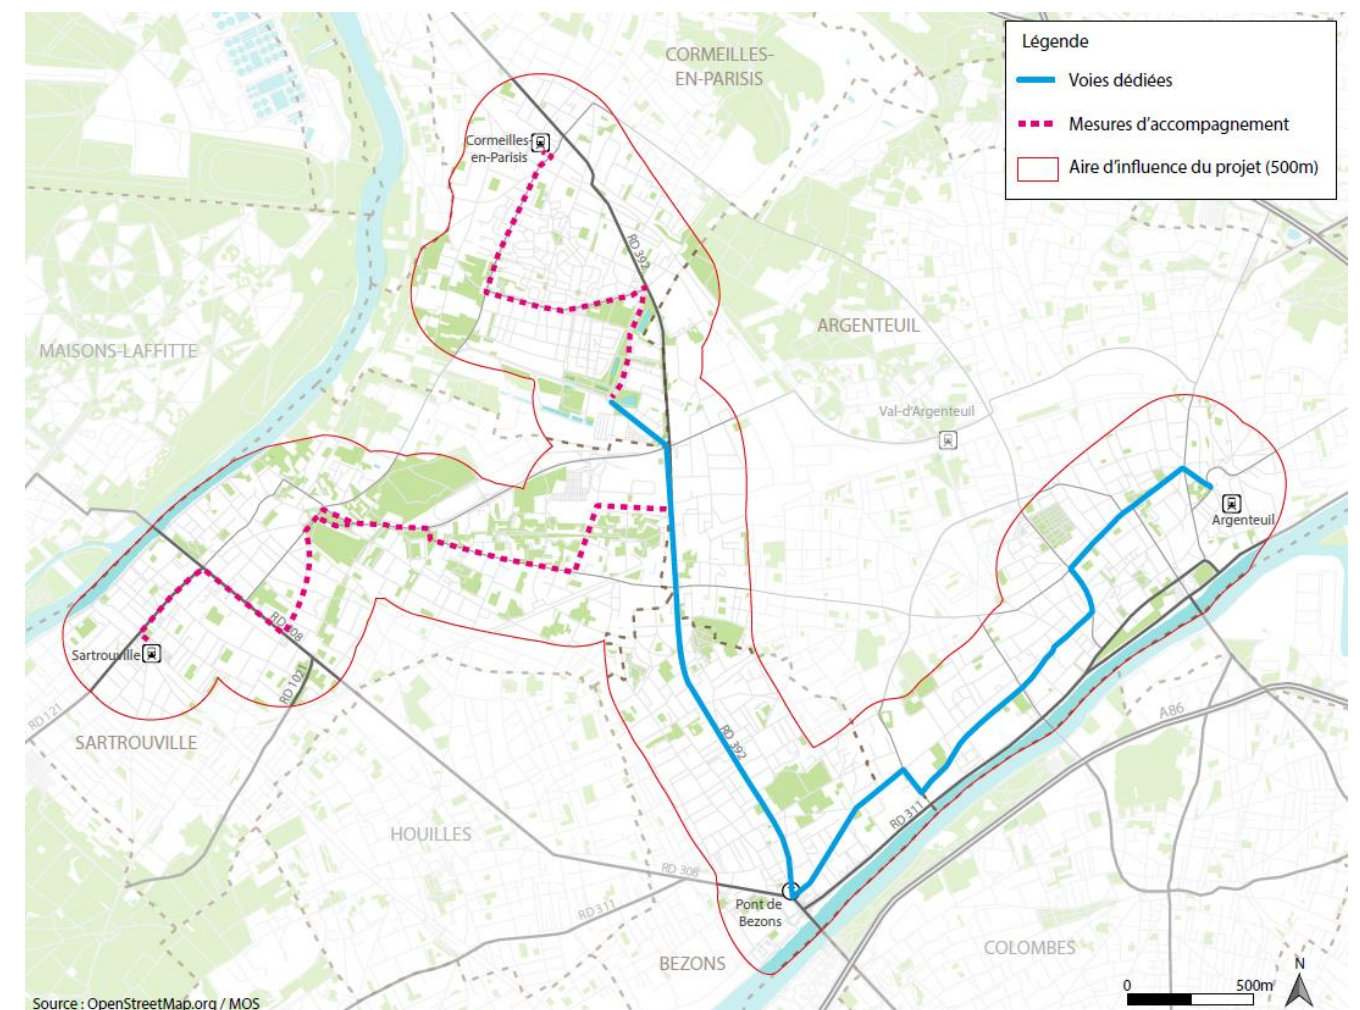 Légende
Voies dédiées
Mesures d'accompagnement
Aire d'influence du projet (500m)
CORMEILLES-
EN-PARISIS
Cormeilles-
en-Parisis
RD 392
ARGENTEUIL
MAISONS-LAFFITTE
Val-d'Argenteuil
Argenteuil
RD 308
Sartrouville
RD 1021
RD 121
SARTROUVILLE
A 86
RD 392
RD 311
HOUILLES
RD 308
RD 311
Pont de
Bezons
COLOMBES
BEZONS
N
0 500m
Source : OpenStreetMap.org / MOS